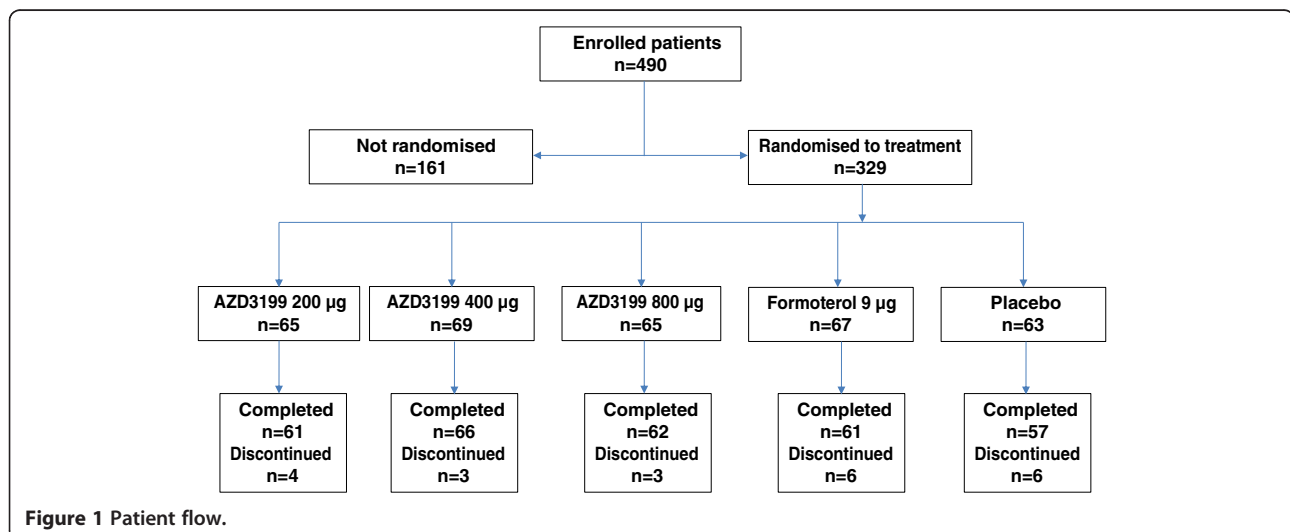 Enrolled patients
n=490
Not randomised
n=161
Randomised to treatment
n=329
AZD3199 200 µg
n=65
AZD3199 400 µg
n=69
AZD3199 800 µg
n=65
Formoterol 9 µg
n=67
Placebo
n=63
Completed
n=61
Discontinued
n=4
Completed
n=66
Discontinued
n=3
Completed
n=62
Discontinued
n=3
Completed
n=61
Discontinued
n=6
Completed
n=57
Discontinued
n=6
Figure 1 Patient flow.